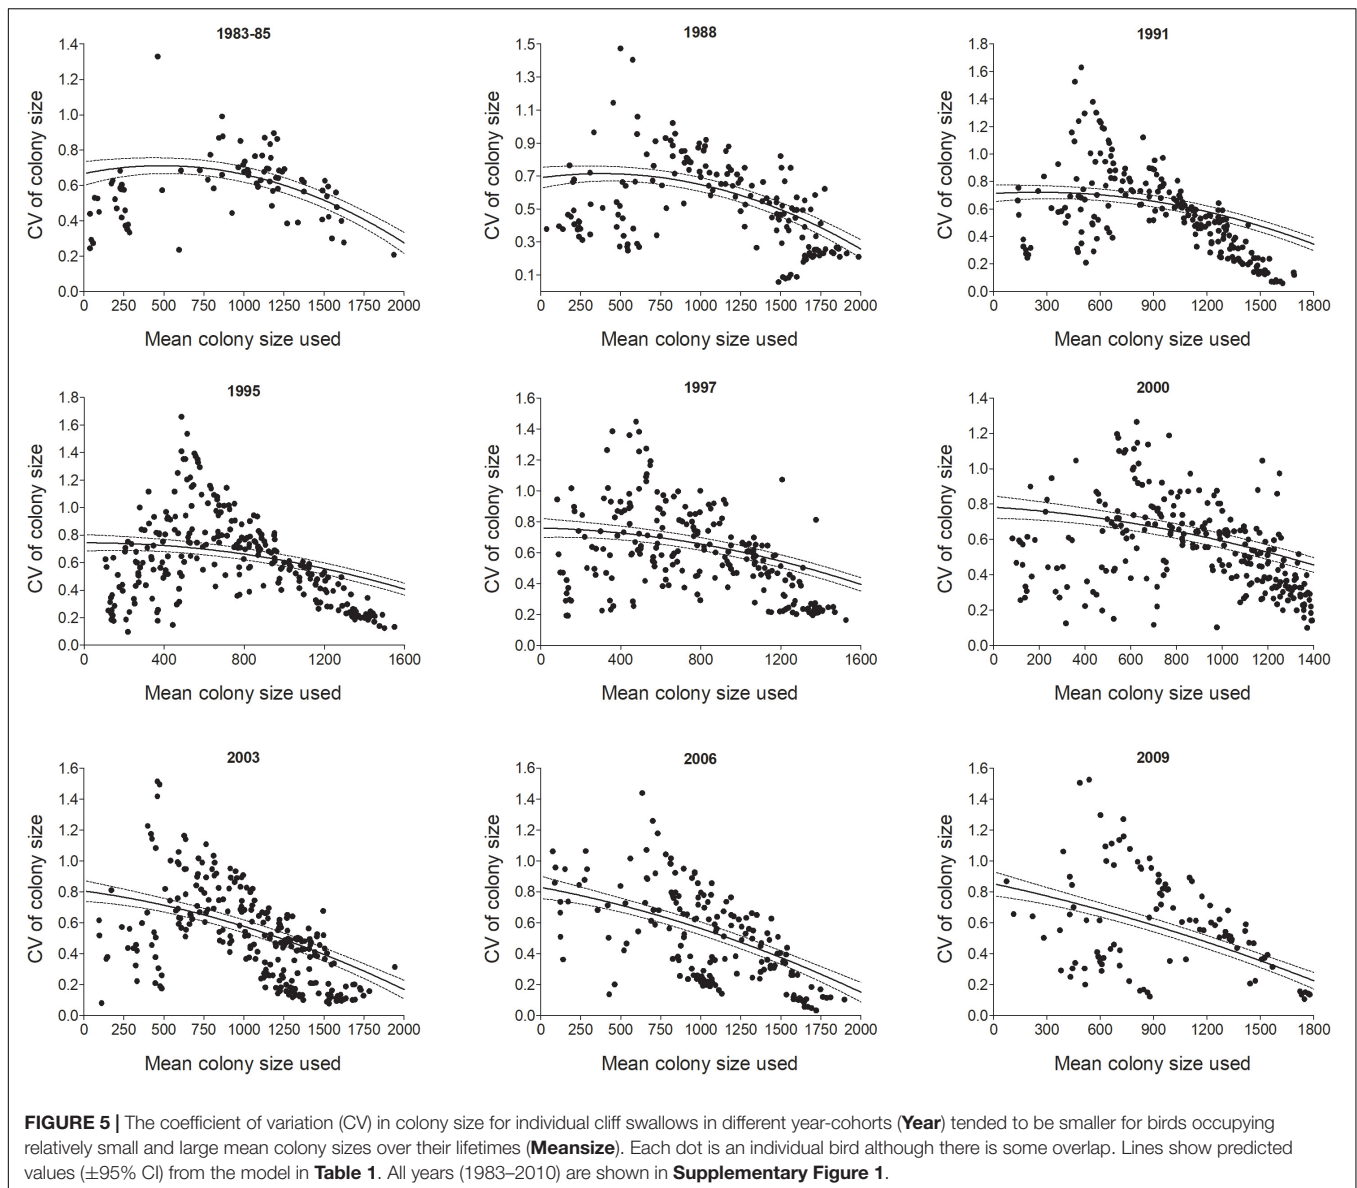 1983-85
CV of colony size
1.4
1.2
1.0
0.8
0.6
0.4
0.2
0.0
0 250 500 750 1000 1250 1500 1750 2000
Mean colony size used
1988
CV of colony size
1.5
1.3
1.1
0.9
0.7
0.5
0.3
0.1
0 250 500 750 1000 1250 1500 1750 2000
Mean colony size used
1991
CV of colony size
1.8
1.6
1.4
1.2
1.0
0.8
0.6
0.4
0.2
0.0
0 300 600 900 1200 1500 1800
Mean colony size used
1995
CV of colony size
1.8
1.6
1.4
1.2
1.0
0.8
0.6
0.4
0.2
0.0
0 400 800 1200 1600
Mean colony size used
1997
CV of colony size
1.6
1.4
1.2
1.0
0.8
0.6
0.4
0.2
0.0
0 400 800 1200 1600
Mean colony size used
2000
CV of colony size
1.4
1.2
1.0
0.8
0.6
0.4
0.2
0.0
0 200 400 600 800 1000 1200 1400
Mean colony size used
2003
CV of colony size
1.6
1.4
1.2
1.0
0.8
0.6
0.4
0.2
0.0
0 250 500 750 1000 1250 1500 1750 2000
Mean colony size used
2006
CV of colony size
1.6
1.4
1.2
1.0
0.8
0.6
0.4
0.2
0.0
0 250 500 750 1000 1250 1500 1750 2000
Mean colony size used
2009
CV of colony size
1.6
1.4
1.2
1.0
0.8
0.6
0.4
0.2
0.0
0 300 600 900 1200 1500 1800
Mean colony size used
FIGURE 5 | The coefficient of variation (CV) in colony size for individual cliff swallows in different year-cohorts (Year) tended to be smaller for birds occupying
relatively small and large mean colony sizes over their lifetimes (Meansize). Each dot is an individual bird although there is some overlap. Lines show predicted
values (±95% CI) from the model in Table 1. All years (1983–2010) are shown in Supplementary Figure 1.